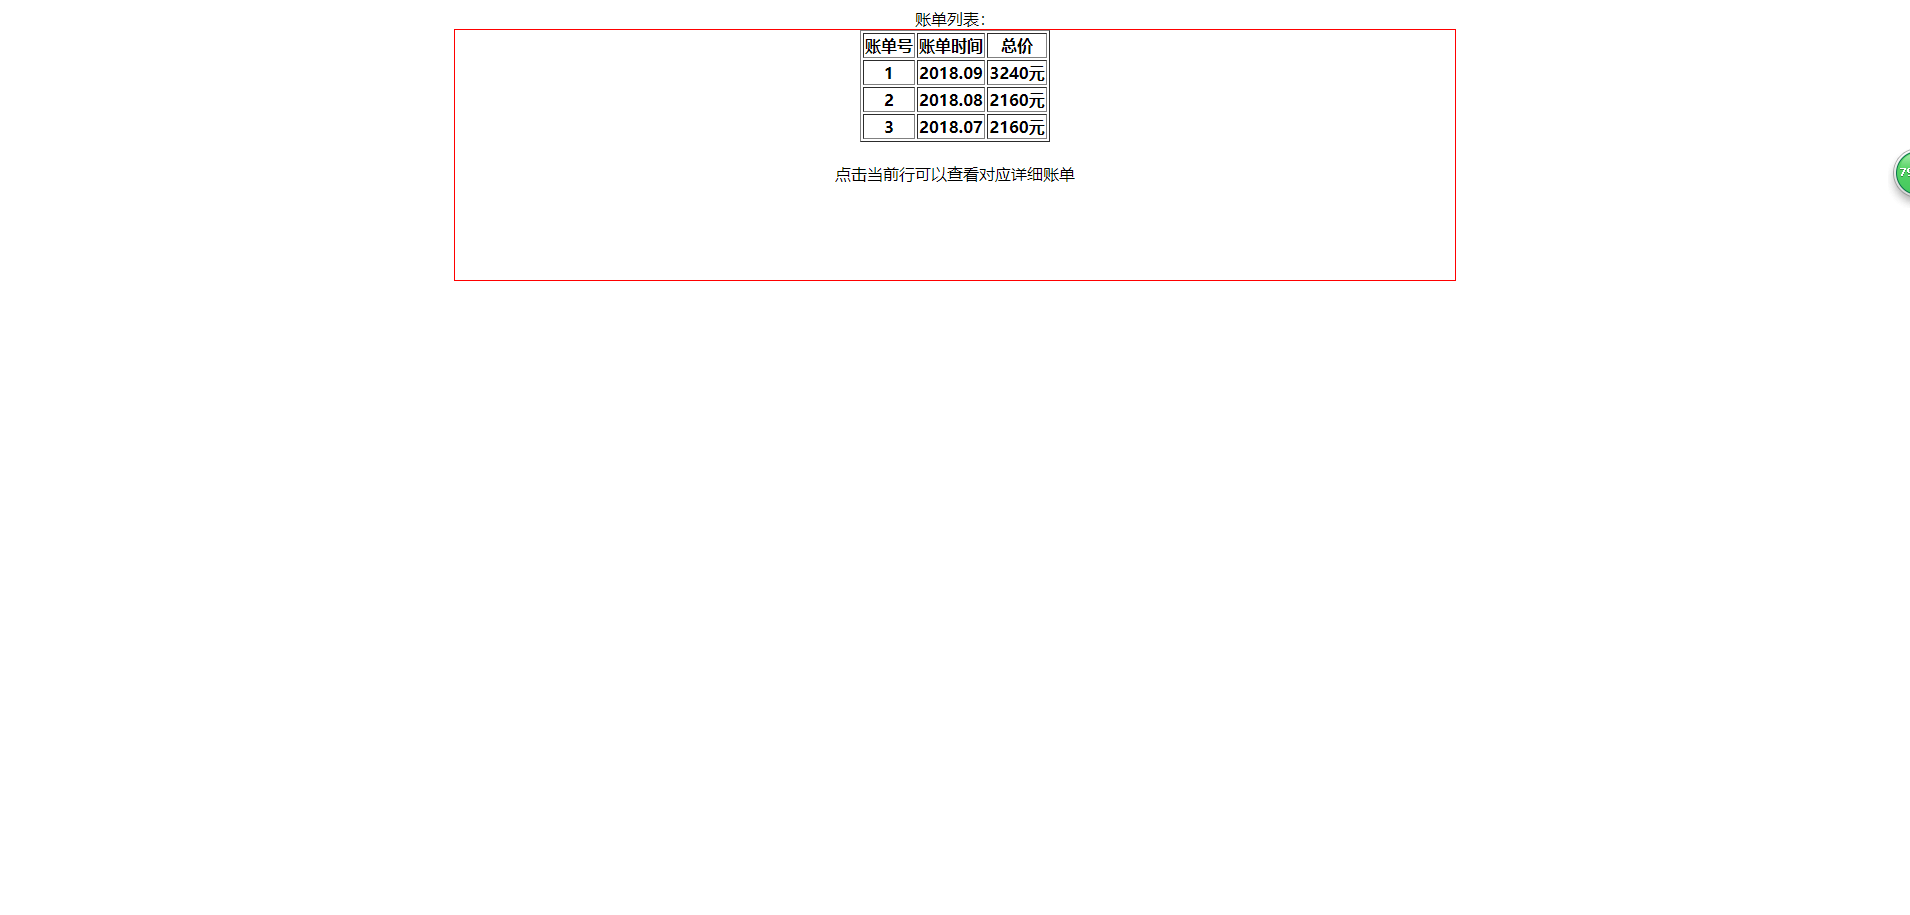 账单列表：
账单号 账单时间 总价
1 2018.09 3240元
2 2018.08 2160元
3 2018.07 2160元
点击当前行可以查看对应详细账单